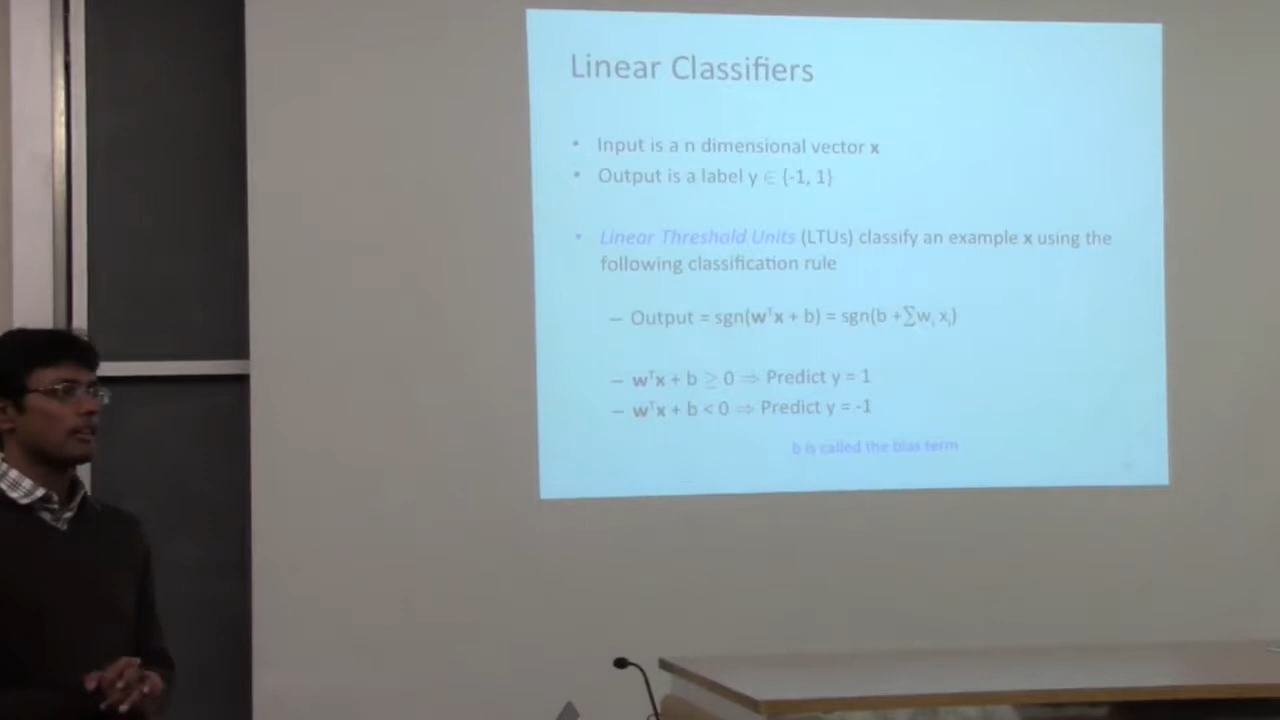 Linear Classifiers
• Input is a n dimensional vector x
• Output is a label y ∈ {-1, 1}
• Linear Threshold Units (LTUs) classify an example x using the
following classification rule
– Output = sgn(wᵀx + b) = sgn(b +∑wᵢ xᵢ)
– wᵀx + b ≥ 0 ⇒ Predict y = 1
– wᵀx + b < 0 ⇒ Predict y = -1
b is called the bias term